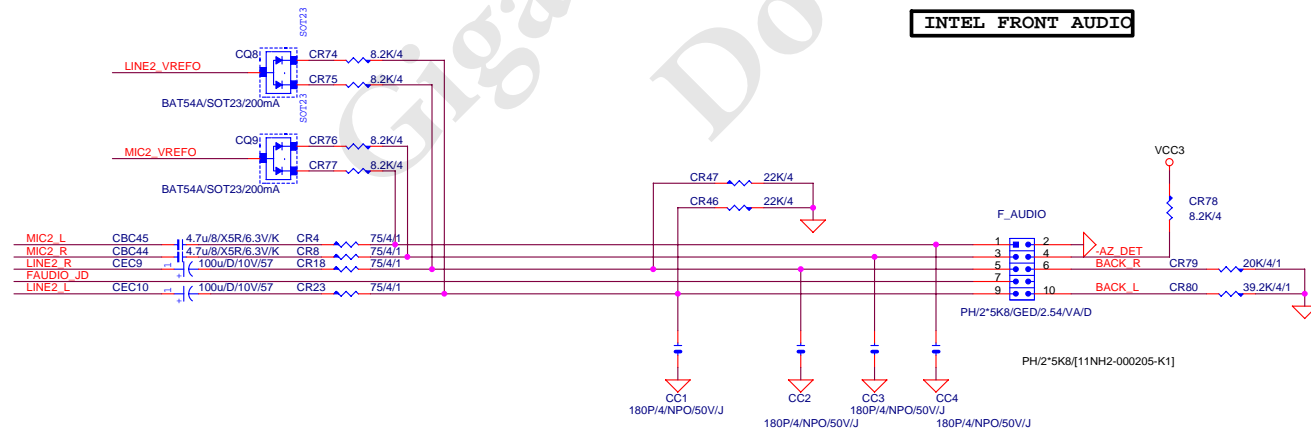 INTEL FRONT AUDIO
Giga
Do
SOT23
CQ8 CR74 8.2K/4
LINE2_VREFO
CR75 8.2K/4
BAT54A/SOT23/200mA
SOT23
CQ9 CR76 8.2K/4
MIC2_VREFO
CR77 8.2K/4
BAT54A/SOT23/200mA
VCC3
CR47 22K/4
CR46 22K/4
CR78
8.2K/4
F_AUDIO
MIC2_L CBC45 4.7u/8/X5R/6.3V/K CR4 75/4/1 1 2
MIC2_R CBC44 4.7u/8/X5R/6.3V/K CR8 75/4/1 3 4 -AZ_DET
LINE2_R CEC9 1 + 100u/D/10V/57 CR18 75/4/1 5 6 BACK_R CR79 20K/4/1
FAUDIO_JD 7
LINE2_L CEC10 1 + 100u/D/10V/57 CR23 75/4/1 9 10 BACK_L CR80 39.2K/4/1
PH/2*5K8/GED/2.54/VA/D
PH/2*5K8/[11NH2-000205-K1]
CC1 CC2 CC3 CC4
180P/4/NPO/50V/J 180P/4/NPO/50V/J
180P/4/NPO/50V/J 180P/4/NPO/50V/J